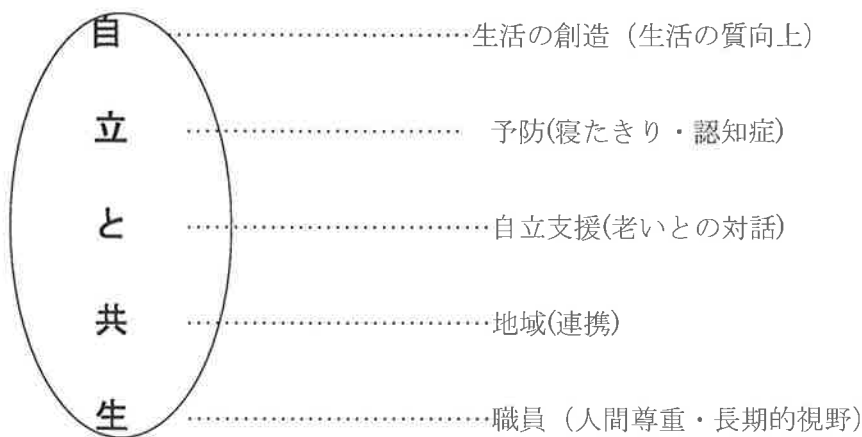 自 ……………………………生活の創造（生活の質向上）
立 ……………………………予防(寝たきり・認知症)
と ……………………………自立支援(老いとの対話)
共 ……………………………地域(連携)
生 ……………………………職員（人間尊重・長期的視野）